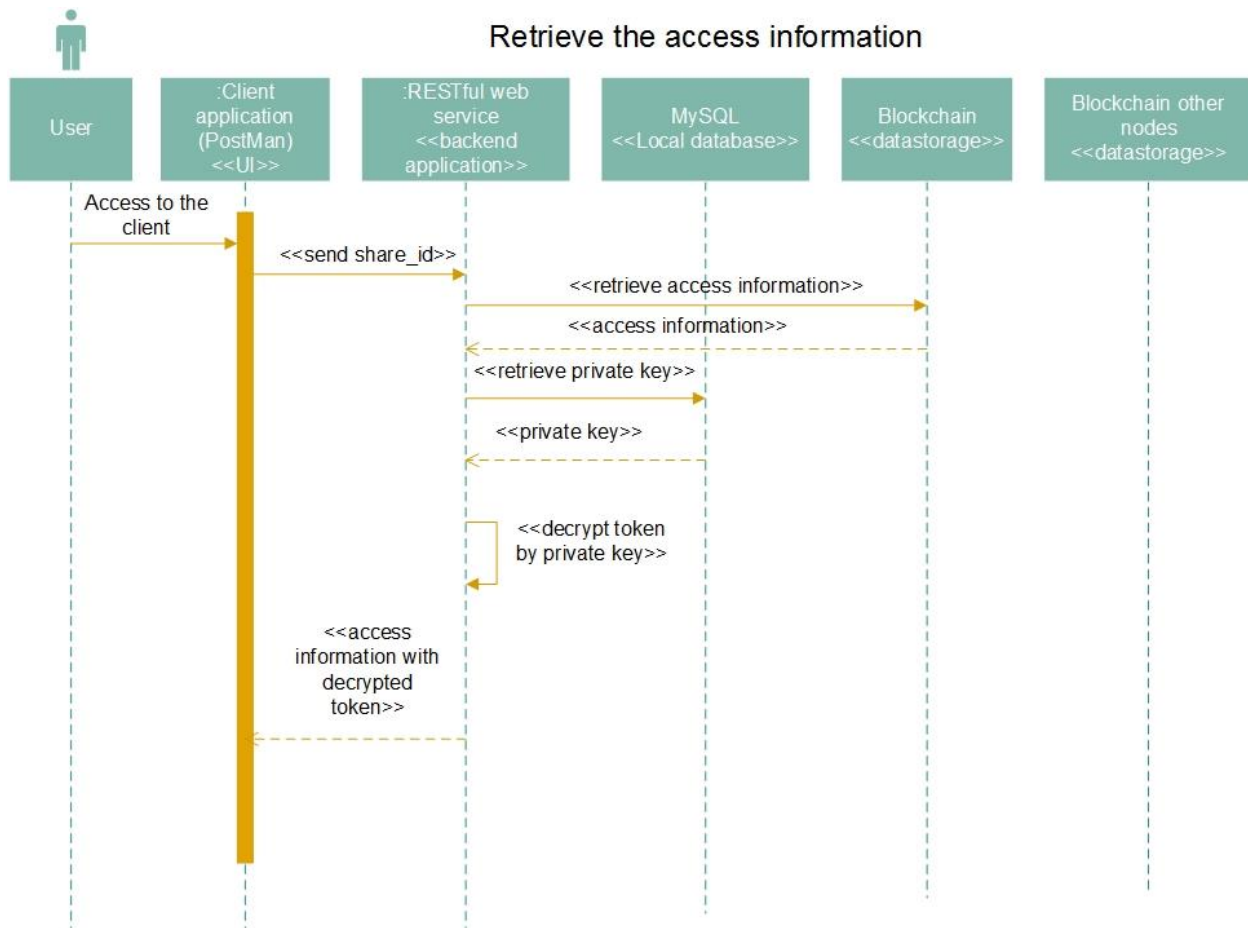 Retrieve the access information
User
:Client
application
(PostMan)
<<UI>>
:RESTful web
service
<<backend
application>>
MySQL
<<Local database>>
Blockchain
<<datastorage>>
Blockchain other
nodes
<<datastorage>>
Access to the
client
<<send share_id>>
<<retrieve access information>>
<<access information>>
<<retrieve private key>>
<<private key>>
<<decrypt token
by private key>>
<<access
information with
decrypted
token>>